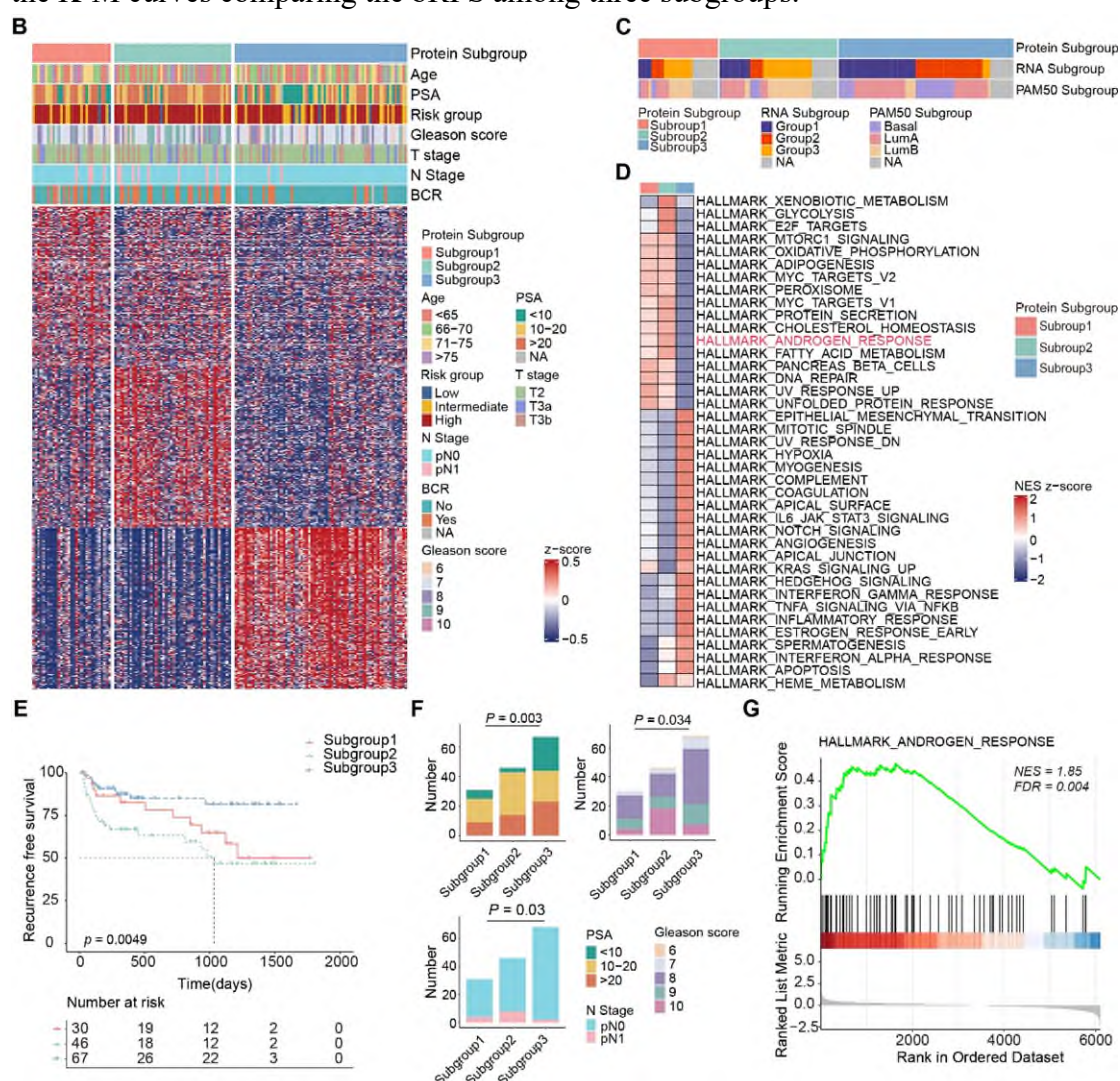 the K-M curves comparing the bRFS among three subgroups.
B
Protein Subgroup
Age
PSA
Risk group
Gleason score
T stage
N Stage
BCR
Protein Subgroup
Subgroup1
Subgroup2
Subgroup3
Age
<65
66-70
71-75
>75
PSA
<10
10-20
>20
NA
Risk group
Low
Intermediate
High
T stage
T2
T3a
T3b
N Stage
pN0
pN1
BCR
No
Yes
NA
Gleason score
6
7
8
9
10
z-score
0.5
0
-0.5
C
Protein Subgroup
RNA Subgroup
PAM50 Subgroup
Protein Subgroup
Subroup1
Subroup2
Subroup3
RNA Subgroup
Group1
Group2
Group3
NA
PAM50 Subgroup
Basal
LumA
LumB
NA
D
HALLMARK_XENOBIOTIC_METABOLISM
HALLMARK_GLYCOLYSIS
HALLMARK_E2F_TARGETS
HALLMARK_MTORC1_SIGNALING
HALLMARK_OXIDATIVE_PHOSPHORYLATION
HALLMARK_ADIPOGENESIS
HALLMARK_MYC_TARGETS_V2
HALLMARK_PEROXISOME
HALLMARK_MYC_TARGETS_V1
HALLMARK_PROTEIN_SECRETION
HALLMARK_CHOLESTEROL_HOMEOSTASIS
HALLMARK_ANDROGEN_RESPONSE
HALLMARK_FATTY_ACID_METABOLISM
HALLMARK_PANCREAS_BETA_CELLS
HALLMARK_DNA_REPAIR
HALLMARK_UV_RESPONSE_UP
HALLMARK_UNFOLDED_PROTEIN_RESPONSE
HALLMARK_EPITHELIAL_MESENCHYMAL_TRANSITION
HALLMARK_MITOTIC_SPINDLE
HALLMARK_UV_RESPONSE_DN
HALLMARK_HYPOXIA
HALLMARK_MYOGENESIS
HALLMARK_COMPLEMENT
HALLMARK_COAGULATION
HALLMARK_APICAL_SURFACE
HALLMARK_IL6_JAK_STAT3_SIGNALING
HALLMARK_NOTCH_SIGNALING
HALLMARK_ANGIOGENESIS
HALLMARK_APICAL_JUNCTION
HALLMARK_KRAS_SIGNALING_UP
HALLMARK_HEDGEHOG_SIGNALING
HALLMARK_INTERFERON_GAMMA_RESPONSE
HALLMARK_TNFA_SIGNALING_VIA_NFKB
HALLMARK_INFLAMMATORY_RESPONSE
HALLMARK_ESTROGEN_RESPONSE_EARLY
HALLMARK_SPERMATOGENESIS
HALLMARK_INTERFERON_ALPHA_RESPONSE
HALLMARK_APOPTOSIS
HALLMARK_HEME_METABOLISM
Protein Subgroup
Subgroup1
Subgroup2
Subgroup3
NES z-score
2
1
0
-1
-2
E
Subgroup1
Subgroup2
Subgroup3
Recurrence free survival
100
75
50
25
0
p = 0.0049
0 500 1000 1500 2000
Time(days)
Number at risk
30 19 12 2 0
46 18 12 2 0
67 26 22 3 0
F
P = 0.003
Number
60
40
20
0
Subgroup1
Subgroup2
Subgroup3
P = 0.034
Number
60
40
20
0
Subgroup1
Subgroup2
Subgroup3
P = 0.03
Number
60
40
20
0
Subgroup1
Subgroup2
Subgroup3
PSA
<10
10-20
>20
N Stage
pN0
pN1
Gleason score
6
7
8
9
10
G
HALLMARK_ANDROGEN_RESPONSE
NES = 1.85
FDR = 0.004
Running Enrichment Score
0.4
0.3
0.2
0.1
0.0
Ranked List Metric
5.0
2.5
0.0
-2.5
0 2000 4000 6000
Rank in Ordered Dataset